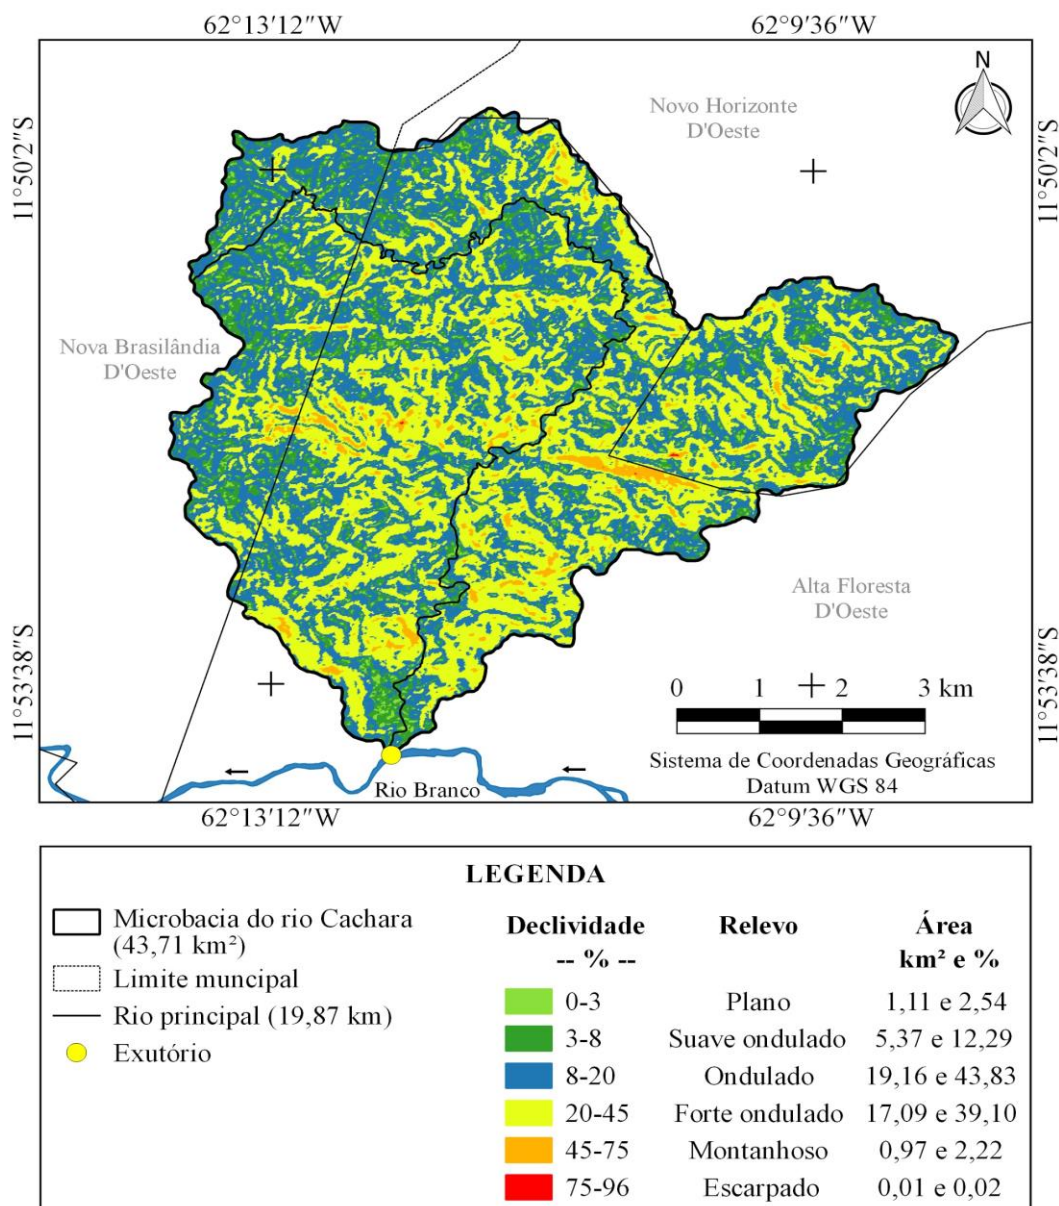 62°13'12"W 62°9'36"W
N
Novo Horizonte
D'Oeste
11°50'2"S
11°50'2"S
Nova Brasilândia
D'Oeste
Alta Floresta
D'Oeste
11°53'38"S
11°53'38"S
0 1 2 3 km
Sistema de Coordenadas Geográficas
Datum WGS 84
Rio Branco
62°13'12"W 62°9'36"W
LEGENDA
Microbacia do rio Cachara
(43,71 km²)
Limite muncipal
Rio principal (19,87 km)
Exutório
Declividade Relevo Área
-- % -- km² e %
0-3 Plano 1,11 e 2,54
3-8 Suave ondulado 5,37 e 12,29
8-20 Ondulado 19,16 e 43,83
20-45 Forte ondulado 17,09 e 39,10
45-75 Montanhoso 0,97 e 2,22
75-96 Escarpado 0,01 e 0,02